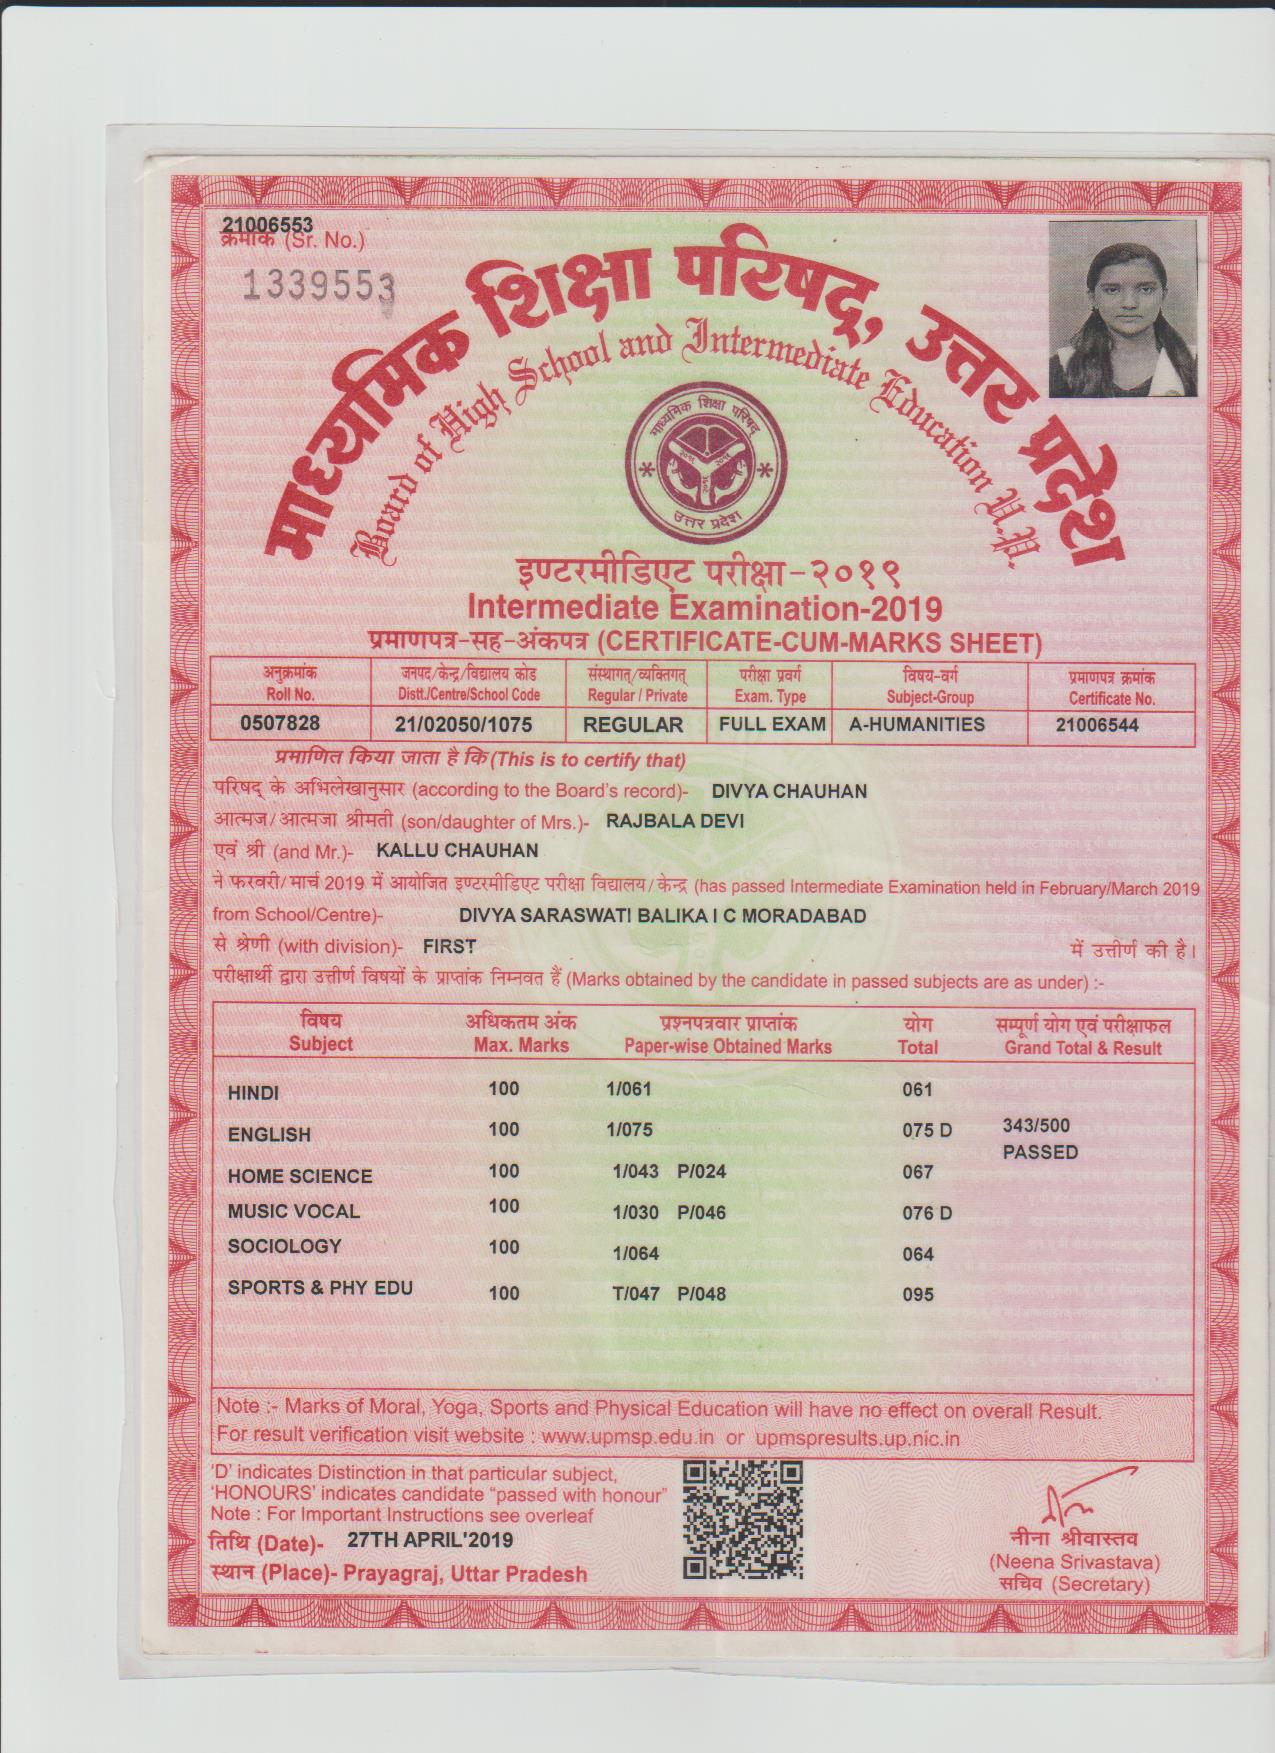 21006553
क्रमांक (Sr. No.)
1339553
माध्यमिक शिक्षा परिषद्, उत्तर प्रदेश
Board of High School and Intermediate Education U.P.
माध्यमिक शिक्षा परिषद्
उत्तर प्रदेश
इण्टरमीडिएट परीक्षा-२०१९
Intermediate Examination-2019
प्रमाणपत्र-सह-अंकपत्र (CERTIFICATE-CUM-MARKS SHEET)
अनुक्रमांक जनपद/केन्द्र/विद्यालय कोड संस्थागत्/व्यक्तिगत् परीक्षा प्रवर्ग विषय-वर्ग प्रमाणपत्र क्रमांक
Roll No. Distt./Centre/School Code Regular / Private Exam. Type Subject-Group Certificate No.
0507828 21/02050/1075 REGULAR FULL EXAM A-HUMANITIES 21006544
प्रमाणित किया जाता है कि (This is to certify that)
परिषद् के अभिलेखानुसार (according to the Board's record)- DIVYA CHAUHAN
आत्मज/आत्मजा श्रीमती (son/daughter of Mrs.)- RAJBALA DEVI
एवं श्री (and Mr.)- KALLU CHAUHAN
ने फरवरी/मार्च 2019 में आयोजित इण्टरमीडिएट परीक्षा विद्यालय/केन्द्र (has passed Intermediate Examination held in February/March 2019
from School/Centre)- DIVYA SARASWATI BALIKA I C MORADABAD
से श्रेणी (with division)- FIRST में उत्तीर्ण की है।
परीक्षार्थी द्वारा उत्तीर्ण विषयों के प्राप्तांक निम्नवत हैं (Marks obtained by the candidate in passed subjects are as under) :-
विषय अधिकतम अंक प्रश्नपत्रवार प्राप्तांक योग सम्पूर्ण योग एवं परीक्षाफल
Subject Max. Marks Paper-wise Obtained Marks Total Grand Total & Result
HINDI 100 1/061 061
ENGLISH 100 1/075 075 D 343/500
PASSED
HOME SCIENCE 100 1/043 P/024 067
MUSIC VOCAL 100 1/030 P/046 076 D
SOCIOLOGY 100 1/064 064
SPORTS & PHY EDU 100 T/047 P/048 095
Note :- Marks of Moral, Yoga, Sports and Physical Education will have no effect on overall Result.
For result verification visit website : www.upmsp.edu.in or upmspresults.up.nic.in
'D' indicates Distinction in that particular subject,
'HONOURS' indicates candidate "passed with honour"
Note : For Important Instructions see overleaf
तिथि (Date)- 27TH APRIL'2019
स्थान (Place)- Prayagraj, Uttar Pradesh
नीना श्रीवास्तव
(Neena Srivastava)
सचिव (Secretary)